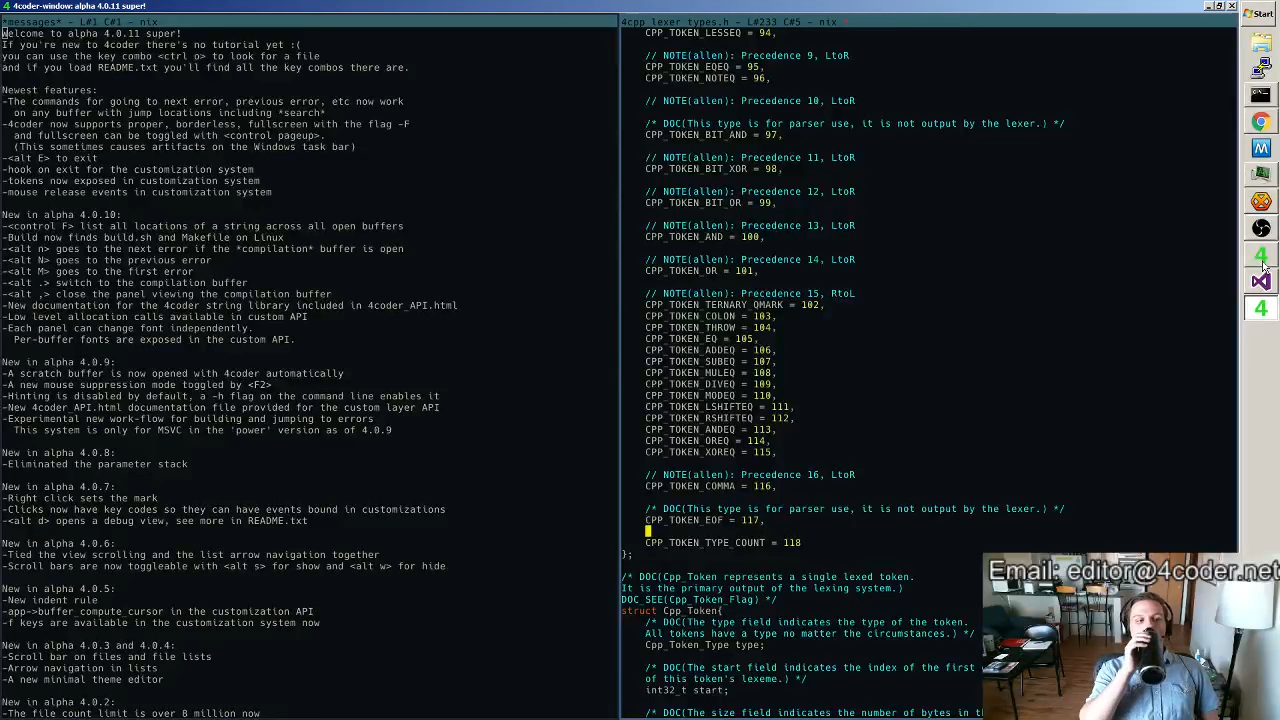 4coder-window: alpha 4.0.11 super!
*messages* - L#1 C#1 - nix
Welcome to alpha 4.0.11 super!
If you're new to 4coder there's no tutorial yet :(
you can use the key combo <ctrl o> to look for a file
and if you load README.txt you'll find all the key combos there are.
Newest features:
-The commands for going to next error, previous error, etc now work
on any buffer with jump locations including *search*
-4coder now supports proper, borderless, fullscreen with the flag -F
and fullscreen can be toggled with <control pageup>.
(This sometimes causes artifacts on the Windows task bar)
-<alt E> to exit
-hook on exit for the customization system
-tokens now exposed in customization system
-mouse release events in customization system
New in alpha 4.0.10:
-<control F> list all locations of a string across all open buffers
-Build now finds build.sh and Makefile on Linux
-<alt n> goes to the next error if the *compilation* buffer is open
-<alt N> goes to the previous error
-<alt M> goes to the first error
-<alt .> switch to the compilation buffer
-<alt ,> close the panel viewing the compilation buffer
-New documentation for the 4coder string library included in 4coder_API.html
-Low level allocation calls available in custom API
-Each panel can change font independently.
Per-buffer fonts are exposed in the custom API.
New in alpha 4.0.9:
-A scratch buffer is now opened with 4coder automatically
-A new mouse suppression mode toggled by <F2>
-Hinting is disabled by default, a -h flag on the command line enables it
-New 4coder_API.html documentation file provided for the custom layer API
-Experimental new work-flow for building and jumping to errors
This system is only for MSVC in the 'power' version as of 4.0.9
New in alpha 4.0.8:
-Eliminated the parameter stack
New in alpha 4.0.7:
-Right click sets the mark
-Clicks now have key codes so they can have events bound in customizations
-<alt d> opens a debug view, see more in README.txt
New in alpha 4.0.6:
-Tied the view scrolling and the list arrow navigation together
-Scroll bars are now toggleable with <alt s> for show and <alt w> for hide
New in alpha 4.0.5:
-New indent rule
-app->buffer_compute_cursor in the customization API
-f keys are available in the customization system now
New in alpha 4.0.3 and 4.0.4:
-Scroll bar on files and file lists
-Arrow navigation in lists
-A new minimal theme editor
New in alpha 4.0.2:
-The file count limit is over 8 million now
4cpp_lexer_types.h - L#233 C#5 - nix *
CPP_TOKEN_LESSEQ = 94,
// NOTE(allen): Precedence 9, LtoR
CPP_TOKEN_EQEQ = 95,
CPP_TOKEN_NOTEQ = 96,
// NOTE(allen): Precedence 10, LtoR
/* DOC(This type is for parser use, it is not output by the lexer.) */
CPP_TOKEN_BIT_AND = 97,
// NOTE(allen): Precedence 11, LtoR
CPP_TOKEN_BIT_XOR = 98,
// NOTE(allen): Precedence 12, LtoR
CPP_TOKEN_BIT_OR = 99,
// NOTE(allen): Precedence 13, LtoR
CPP_TOKEN_AND = 100,
// NOTE(allen): Precedence 14, LtoR
CPP_TOKEN_OR = 101,
// NOTE(allen): Precedence 15, RtoL
CPP_TOKEN_TERNARY_QMARK = 102,
CPP_TOKEN_COLON = 103,
CPP_TOKEN_THROW = 104,
CPP_TOKEN_EQ = 105,
CPP_TOKEN_ADDEQ = 106,
CPP_TOKEN_SUBEQ = 107,
CPP_TOKEN_MULEQ = 108,
CPP_TOKEN_DIVEQ = 109,
CPP_TOKEN_MODEQ = 110,
CPP_TOKEN_LSHIFTEQ = 111,
CPP_TOKEN_RSHIFTEQ = 112,
CPP_TOKEN_ANDEQ = 113,
CPP_TOKEN_OREQ = 114,
CPP_TOKEN_XOREQ = 115,
// NOTE(allen): Precedence 16, LtoR
CPP_TOKEN_COMMA = 116,
/* DOC(This type is for parser use, it is not output by the lexer.) */
CPP_TOKEN_EOF = 117,
CPP_TOKEN_TYPE_COUNT = 118
};
/* DOC(Cpp_Token represents a single lexed token.
It is the primary output of the lexing system.)
DOC_SEE(Cpp_Token_Flag) */
struct Cpp_Token{
/* DOC(The type field indicates the type of the token.
All tokens have a type no matter the circumstances.) */
Cpp_Token_Type type;
/* DOC(The start field indicates the index of the first
of this token's lexeme.) */
int32_t start;
/* DOC(The size field indicates the number of bytes in th
Start
Email: editor@4coder.net